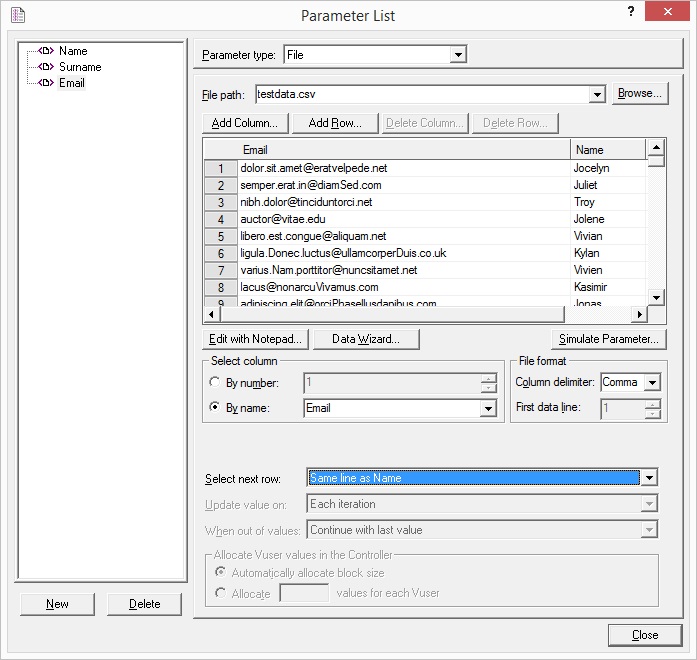 Parameter List
?
x
Name
Surname
Email
Parameter type: File
File path: testdata.csv Browse...
Add Column... Add Row... Delete Column... Delete Row...
Email Name
1 dolor.sit.amet@eratvelpede.net Jocelyn
2 semper.erat.in@diamSed.com Juliet
3 nibh.dolor@tinciduntorci.net Troy
4 auctor@vitae.edu Jolene
5 libero.est.congue@aliquam.net Vivian
6 ligula.Donec.luctus@ullamcorperDuis.co.uk Kylan
7 varius.Nam.porttitor@nuncsitamet.net Vivien
8 lacus@nonarcuVivamus.com Kasimir
9 adipiscing.elit@orciPhasellusdapibus.com Jonas
Edit with Notepad... Data Wizard... Simulate Parameter...
Select column File format
By number: 1 Column delimiter: Comma
By name: Email First data line: 1
Select next row: Same line as Name
Update value on: Each iteration
When out of values: Continue with last value
Allocate Vuser values in the Controller
Automatically allocate block size
Allocate values for each Vuser
New Delete
Close